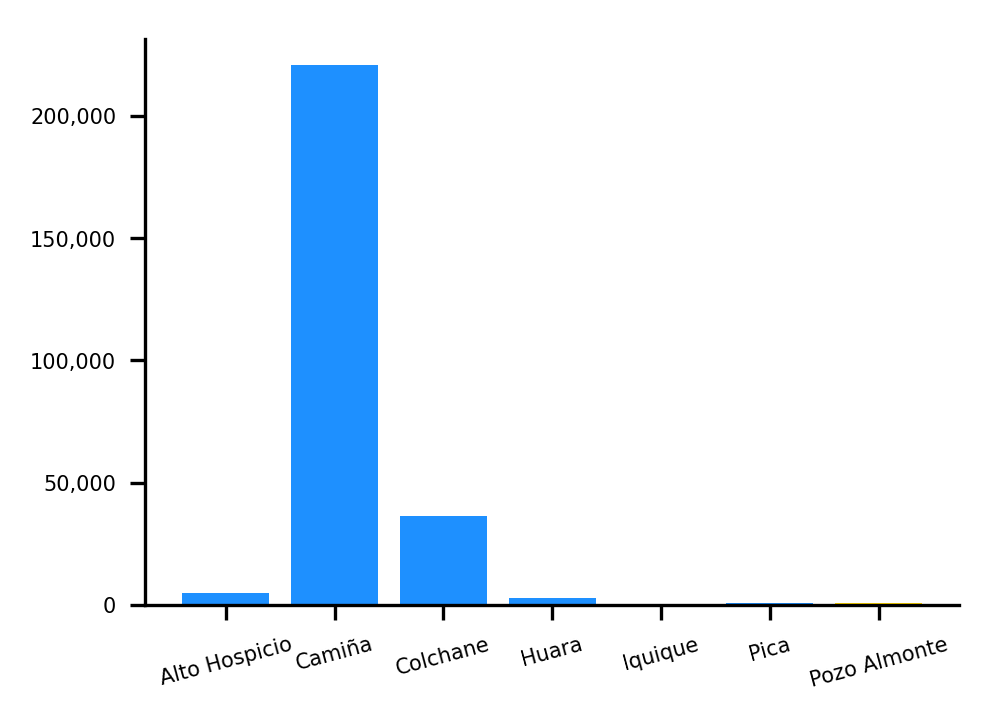 200,000
150,000
100,000
50,000
0
Alto Hospicio
Camiña
Colchane
Huara
Iquique
Pica
Pozo Almonte